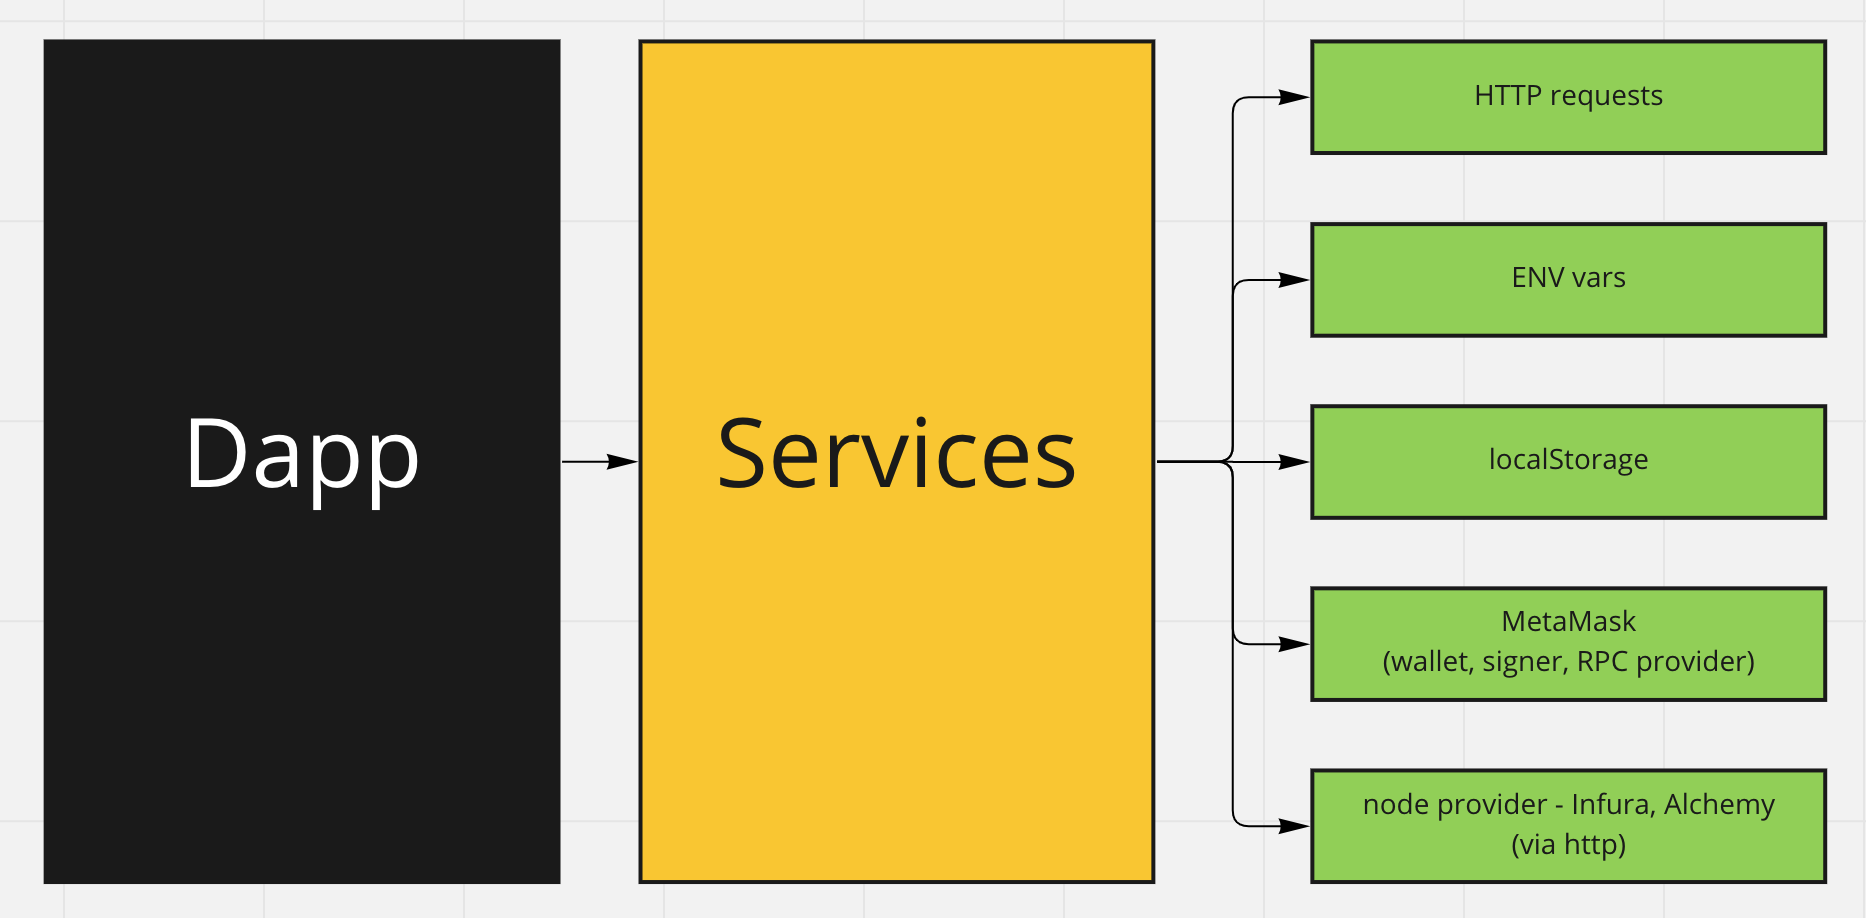 Dapp
Services
HTTP requests
ENV vars
localStorage
MetaMask
(wallet, signer, RPC provider)
node provider - Infura, Alchemy
(via http)